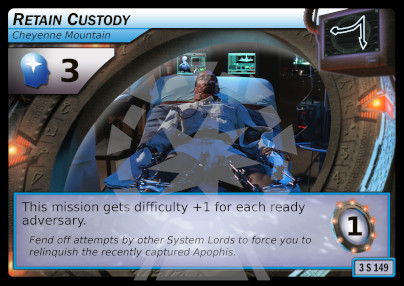 RETAIN CUSTODY
Cheyenne Mountain
3
This mission gets difficulty +1 for each ready
adversary.
Fend off attempts by other System Lords to force you to
relinquish the recently captured Apophis.
1
3 S 149